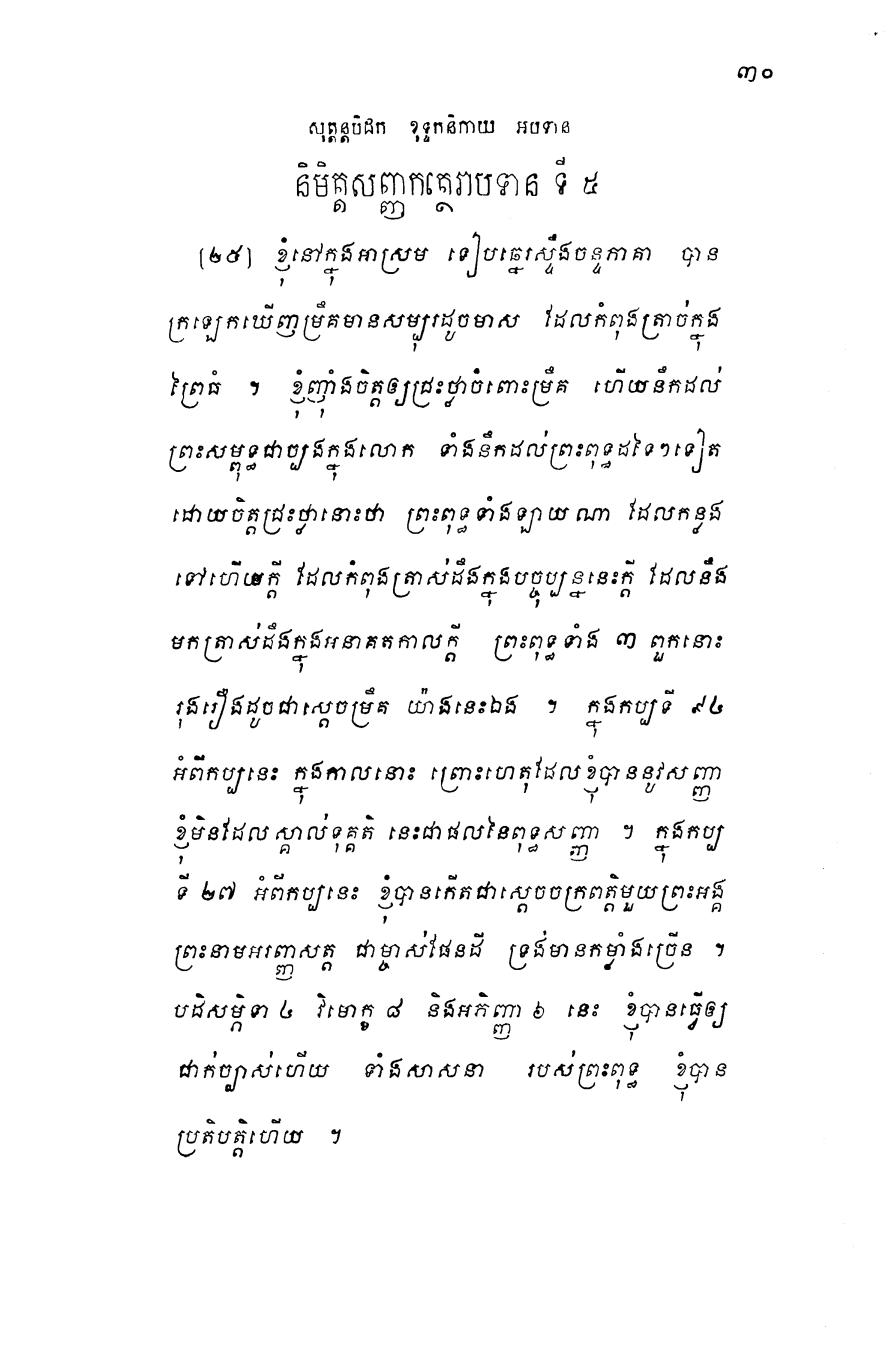 ៣០
សុត្តន្តបិដក ខុទ្ទកនិកាយ អបទាន
និមិត្តសញ្ញកត្ថេរាបទាន ទី ៥
(២៥) ខ្ញុំនៅក្នុងអាស្រម ទៀបឆ្នេរស្ទឹងចន្ទភាគា បាន
ក្រឡេកឃើញម្រឹគមានសម្បុរដូចមាស ដែលកំពុងត្រាច់ក្នុង
ព្រៃធំ ។ ខ្ញុំញ៉ាំងចិត្តឲ្យជ្រះថ្លាចំពោះម្រឹគ ហើយនឹកដល់
ព្រះសម្ពុទ្ធជាច្បងក្នុងលោក ទាំងនឹកដល់ព្រះពុទ្ធដទៃៗទៀត
ដោយចិត្តជ្រះថ្លានោះថា ព្រះពុទ្ធទាំងឡាយណា ដែលកន្លង
ទៅហើយក្តី ដែលកំពុងត្រាស់ដឹងក្នុងបច្ចុប្បន្ននេះក្តី ដែលនឹង
មកត្រាស់ដឹងក្នុងអនាគតកាលក្តី ព្រះពុទ្ធទាំង ៣ ពួកនោះ
រុងរឿងដូចជាស្តេចម្រឹគ យ៉ាងនេះឯង ។ ក្នុងកប្បទី ៩៤
អំពីកប្បនេះ ក្នុងកាលនោះ ព្រោះហេតុដែលខ្ញុំបាននូវសញ្ញា
ខ្ញុំមិនដែលស្គាល់ទុគ្គតិ នេះជាផលនៃពុទ្ធសញ្ញា ។ ក្នុងកប្ប
ទី ២៧ អំពីកប្បនេះ ខ្ញុំបានកើតជាស្តេចចក្រពត្តិមួយព្រះអង្គ
ព្រះនាមអរញ្ញសត្ត ជាម្ចាស់ផែនដី ទ្រង់មានកម្លាំងច្រើន ។
បដិសម្ភិទា ៤ វិមោក្ខ ៨ និងអភិញ្ញា ៦ នេះ ខ្ញុំបានធ្វើឲ្យ
ជាក់ច្បាស់ហើយ ទាំងសាសនា របស់ព្រះពុទ្ធ ខ្ញុំបាន
ប្រតិបត្តិហើយ ។